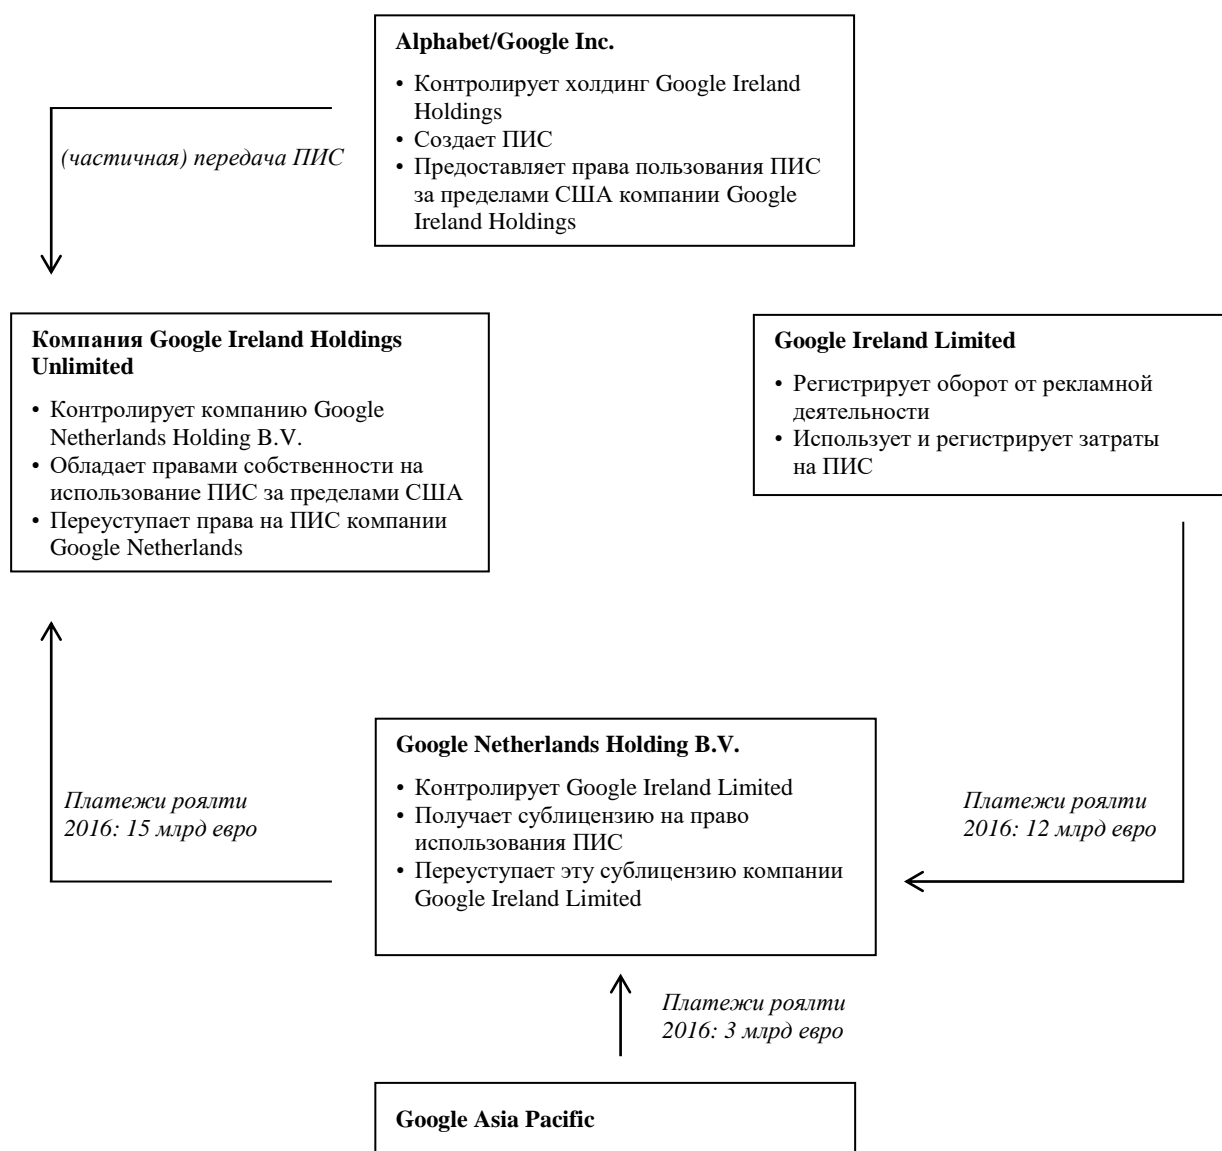 Alphabet/Google Inc.
• Контролирует холдинг Google Ireland
Holdings
• Создает ПИС
• Предоставляет права пользования ПИС
за пределами США компании Google
Ireland Holdings
(частичная) передача ПИС
Компания Google Ireland Holdings
Unlimited
• Контролирует компанию Google
Netherlands Holding B.V.
• Обладает правами собственности на
использование ПИС за пределами США
• Переуступает права на ПИС компании
Google Netherlands
Google Ireland Limited
• Регистрирует оборот от рекламной
деятельности
• Использует и регистрирует затраты
на ПИС
Платежи роялти
2016: 15 млрд евро
Google Netherlands Holding B.V.
• Контролирует Google Ireland Limited
• Получает сублицензию на право
использования ПИС
• Переуступает эту сублицензию компании
Google Ireland Limited
Платежи роялти
2016: 12 млрд евро
Платежи роялти
2016: 3 млрд евро
Google Asia Pacific